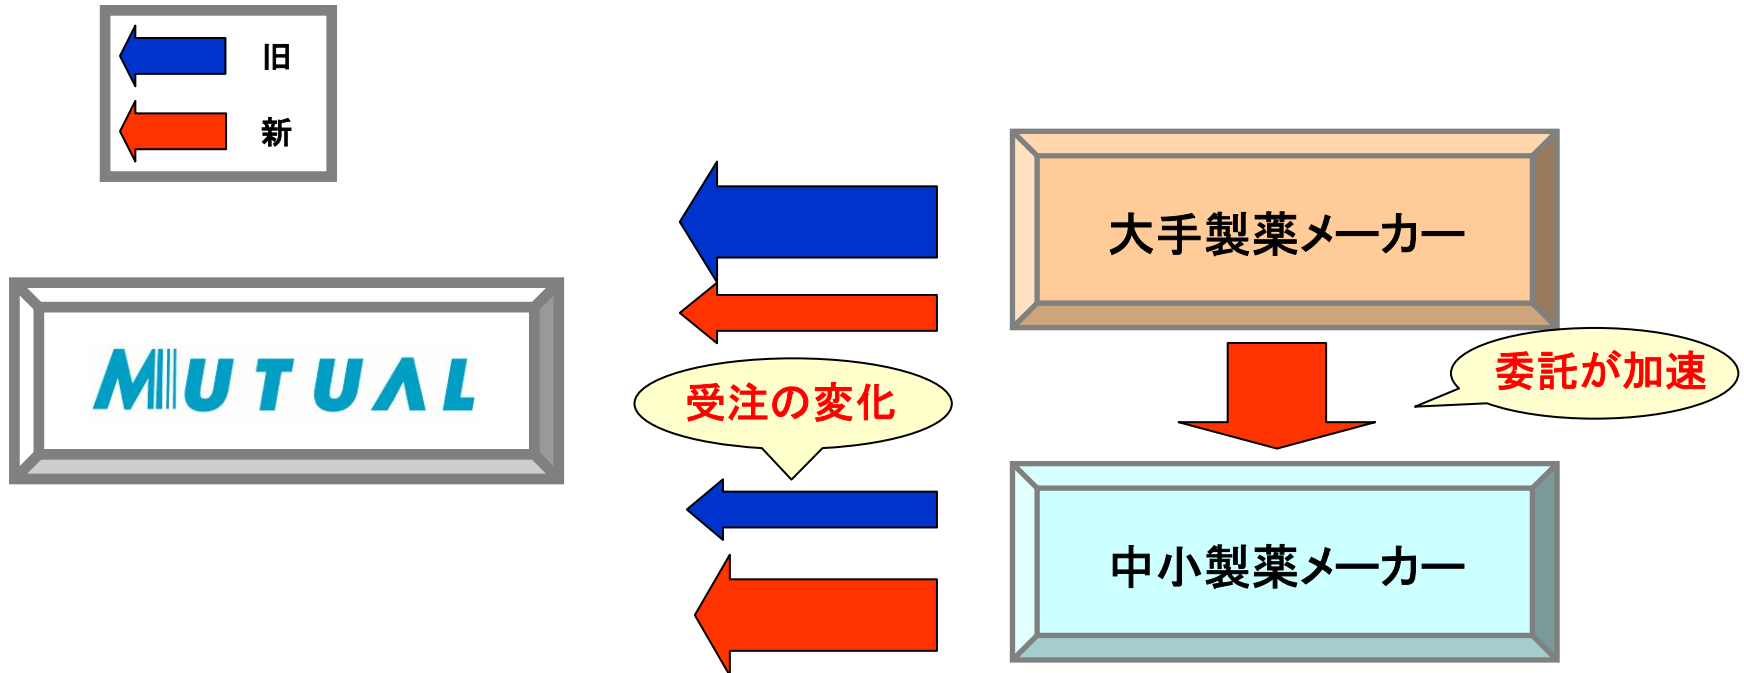 旧
新
大手製薬メーカー
委託が加速
MUTUAL
受注の変化
中小製薬メーカー